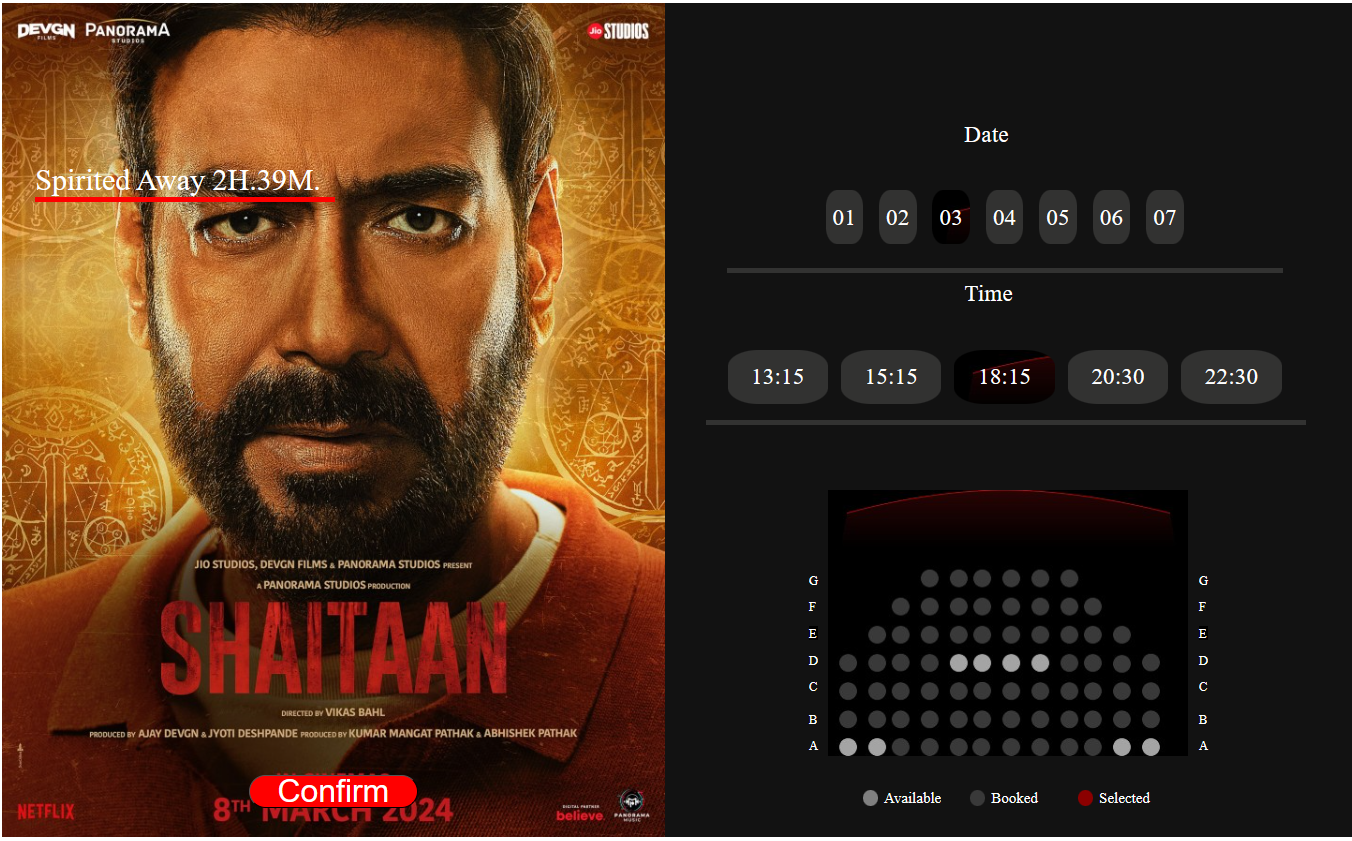 DEVGN
FILMS
PANORAMA
STUDIOS
Jio STUDIOS
Spirited Away 2H.39M.
JIO STUDIOS, DEVGN FILMS & PANORAMA STUDIOS PRESENT
A PANORAMA STUDIOS PRODUCTION
SHAITAAN
DIRECTED BY VIKAS BAHL
PRODUCED BY AJAY DEVGN & JYOTI DESHPANDE PRODUCED BY KUMAR MANGAT PATHAK & ABHISHEK PATHAK
Confirm
8TH MARCH 2024
NETFLIX
DIGITAL PARTNER
believe.
PANORAMA
MUSIC
Date
01 02 03 04 05 06 07
Time
13:15 15:15 18:15 20:30 22:30
G G
F F
E E
D D
C C
B B
A A
Available Booked Selected